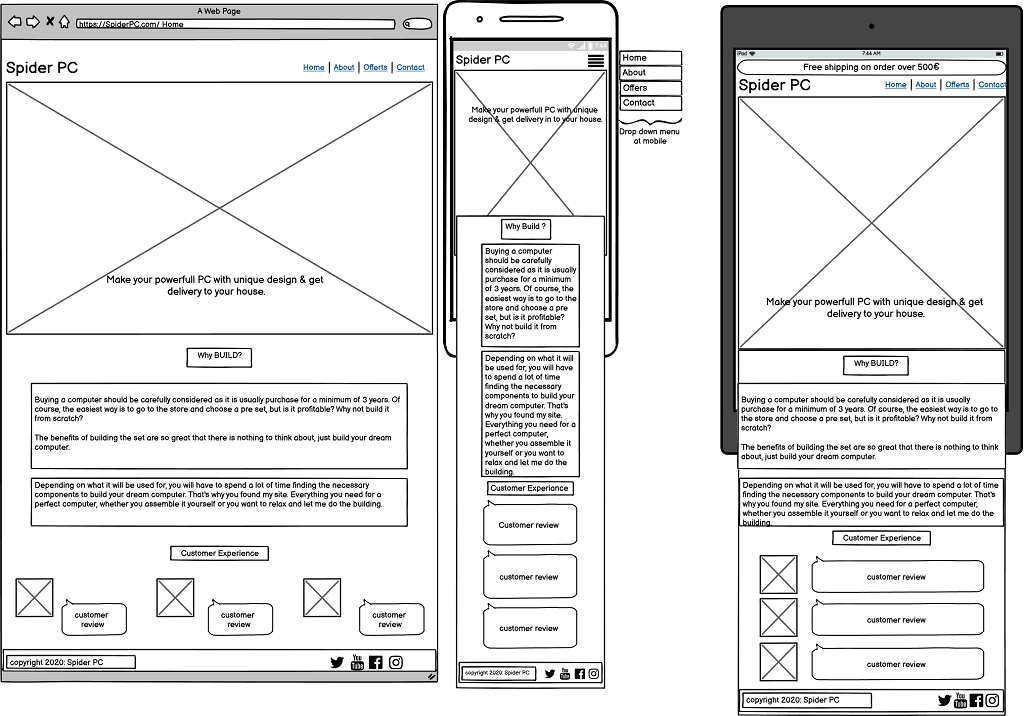 A Web Page
https://SpiderPC.com/ Home
Spider PC
Home | About | Offerts | Contact
Make your powerfull PC with unique design & get
delivery to your house.
Why BUILD?
Buying a computer should be carefully considered as it is usually purchase for a minimum of 3 years. Of
course, the easiest way is to go to the store and choose a pre set, but is it profitable? Why not build it
from scratch?
The benefits of building the set are so great that there is nothing to think about, just build your dream
computer.
Depending on what it will be used for, you will have to spend a lot of time finding the necessary
components to build your dream computer. That's why you found my site. Everything you need for a
perfect computer, whether you assemble it yourself or you want to relax and let me do the building.
Customer Experience
customer
review
customer
review
customer
review
copyright 2020: Spider PC
You
Tube
7:44
Spider PC
Make your powerfull PC with unique
design & get delivery in to your house.
Why Build ?
Buying a computer
should be carefully
considered as it is usually
purchase for a minimum
of 3 years. Of course, the
easiest way is to go to the
store and choose a pre
set, but is it profitable?
Why not build it from
scratch?
Depending on what it will
be used for, you will have
to spend a lot of time
finding the necessary
components to build your
dream computer. That's
why you found my site.
Everything you need for a
perfect computer,
whether you assemble it
yourself or you want to
relax and let me do the
building.
Customer Experiance
Customer review
customer review
customer review
copyright 2020: Spider PC
You
Tube
Home
About
Offers
Contact
Drop down menu
at mobile
iPod
7:44 AM
Free shipping on order over 500€
Spider PC
Home | About | Offerts | Contact
Make your powerfull PC with unique design & get
delivery to your house.
Why BUILD?
Buying a computer should be carefully considered as it is usually
purchase for a minimum of 3 years. Of course, the easiest way is to go to
the store and choose a pre set, but is it profitable? Why not build it from
scratch?
The benefits of building the set are so great that there is nothing to think
about, just build your dream computer.
Depending on what it will be used for, you will have to spend a lot of time
finding the necessary components to build your dream computer. That's
why you found my site. Everything you need for a perfect computer,
whether you assemble it yourself or you want to relax and let me do the
building.
Customer Experience
customer review
customer review
customer review
copyright 2020: Spider PC
You
Tube